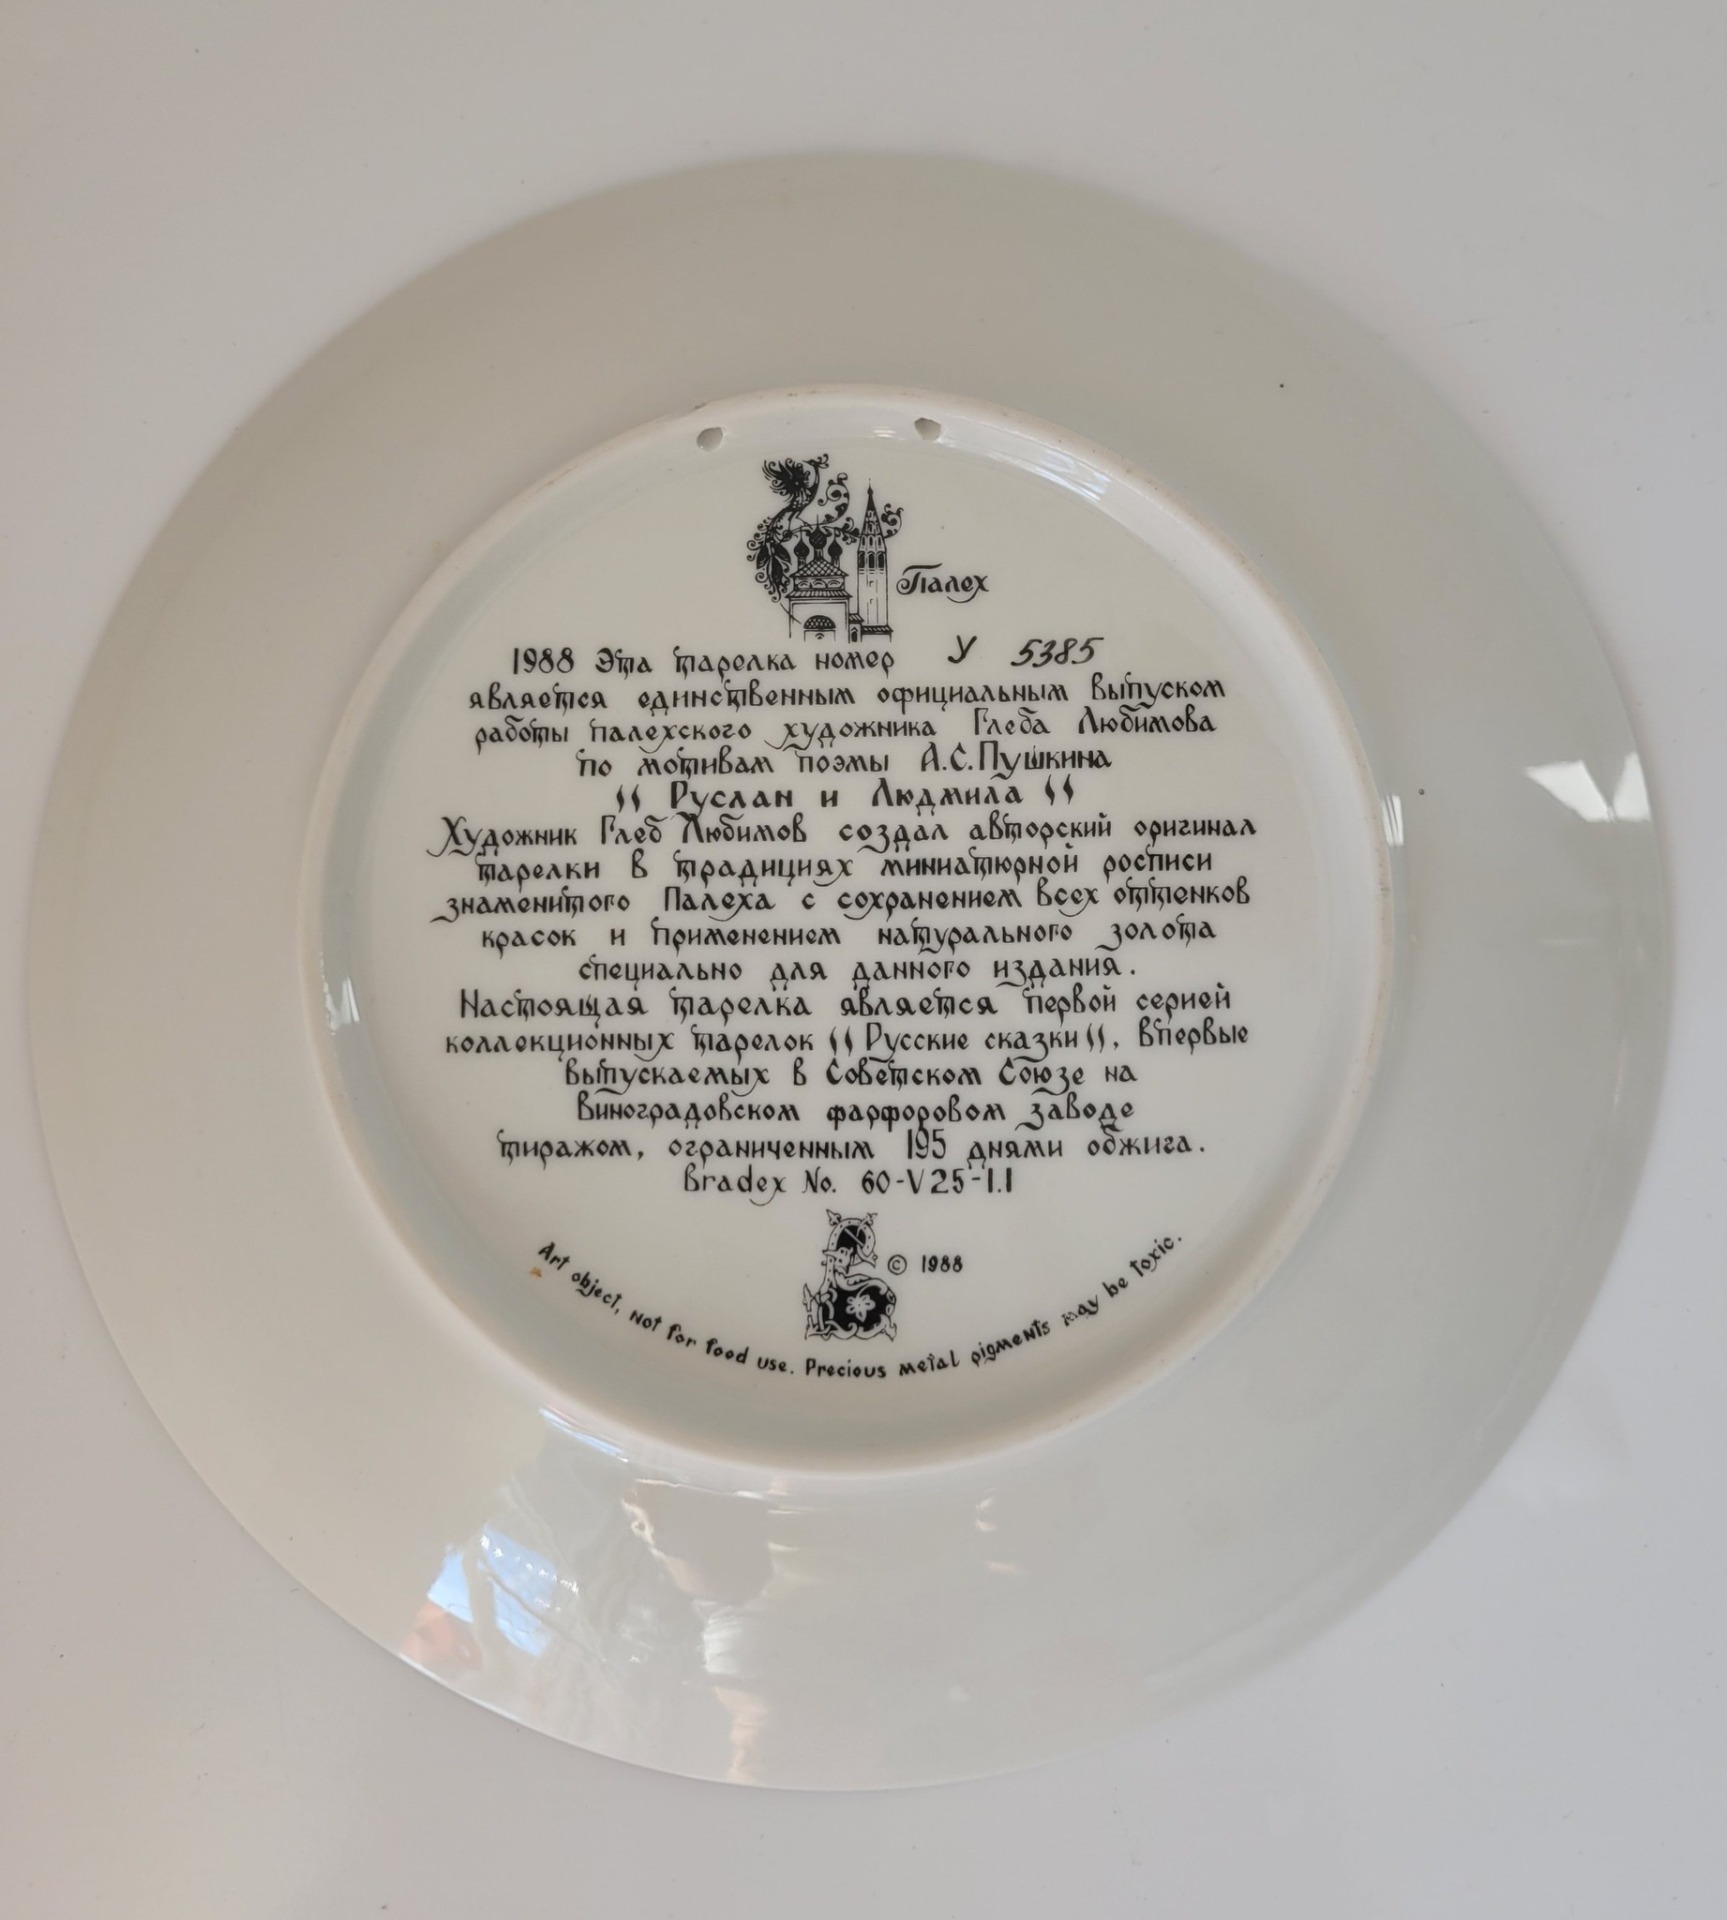 Палех
1988 Эта тарелка номер У 5385
является единственным официальным выпуском
работы палехского художника Глеба Любимова
по мотивам поэмы А.С.Пушкина
"Руслан и Людмила"
Художник Глеб Любимов создал авторский оригинал
тарелки в традициях миниатюрной росписи
знаменитого Палеха с сохранением всех оттенков
красок и применением натурального золота
специально для данного издания.
Настоящая тарелка является первой серией
коллекционных тарелок "Русские сказки", впервые
выпускаемых в Советском Союзе на
Виноградовском фарфоровом заводе
тиражом, ограниченным 195 днями обжига.
Bradex No. 60-V25-1.1
© 1988
Art object, not for food use. Precious metal pigments may be toxic.